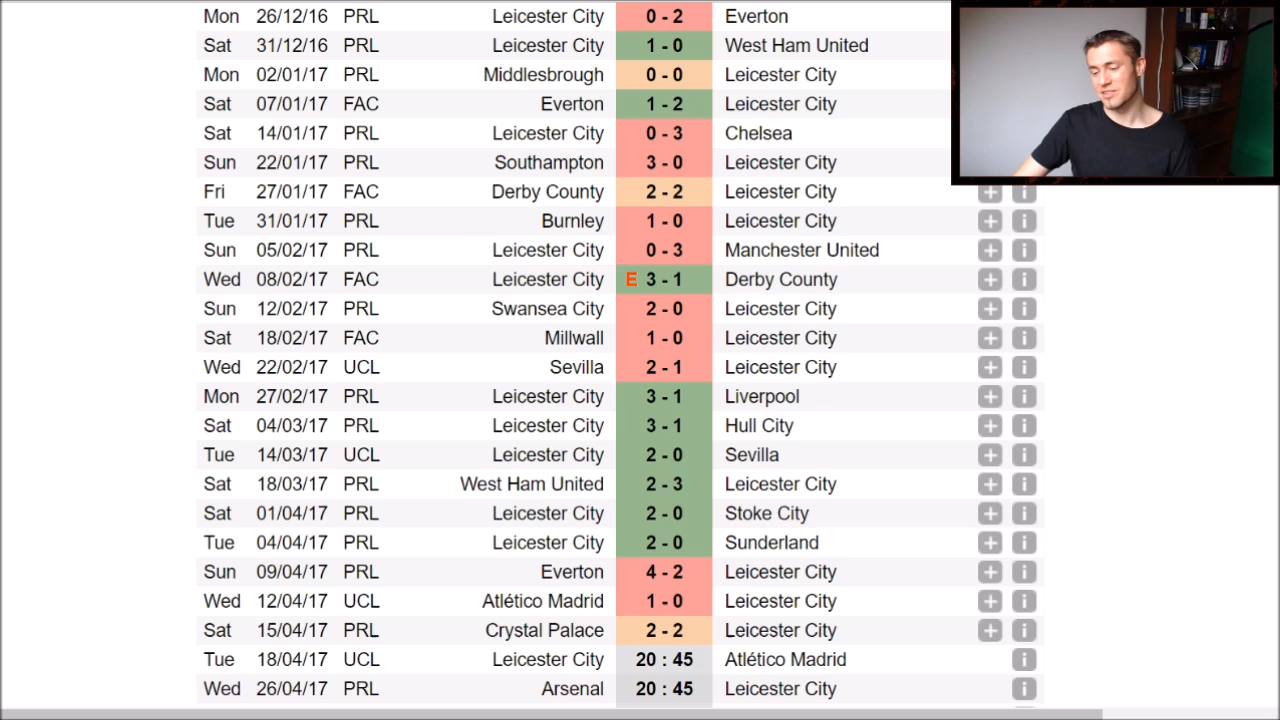 Mon 26/12/16 PRL Leicester City 0 - 2 Everton
Sat 31/12/16 PRL Leicester City 1 - 0 West Ham United
Mon 02/01/17 PRL Middlesbrough 0 - 0 Leicester City
Sat 07/01/17 FAC Everton 1 - 2 Leicester City
Sat 14/01/17 PRL Leicester City 0 - 3 Chelsea
Sun 22/01/17 PRL Southampton 3 - 0 Leicester City
Fri 27/01/17 FAC Derby County 2 - 2 Leicester City + i
Tue 31/01/17 PRL Burnley 1 - 0 Leicester City + i
Sun 05/02/17 PRL Leicester City 0 - 3 Manchester United + i
Wed 08/02/17 FAC Leicester City E 3 - 1 Derby County + i
Sun 12/02/17 PRL Swansea City 2 - 0 Leicester City + i
Sat 18/02/17 FAC Millwall 1 - 0 Leicester City + i
Wed 22/02/17 UCL Sevilla 2 - 1 Leicester City + i
Mon 27/02/17 PRL Leicester City 3 - 1 Liverpool + i
Sat 04/03/17 PRL Leicester City 3 - 1 Hull City + i
Tue 14/03/17 UCL Leicester City 2 - 0 Sevilla + i
Sat 18/03/17 PRL West Ham United 2 - 3 Leicester City + i
Sat 01/04/17 PRL Leicester City 2 - 0 Stoke City + i
Tue 04/04/17 PRL Leicester City 2 - 0 Sunderland + i
Sun 09/04/17 PRL Everton 4 - 2 Leicester City + i
Wed 12/04/17 UCL Atlético Madrid 1 - 0 Leicester City + i
Sat 15/04/17 PRL Crystal Palace 2 - 2 Leicester City + i
Tue 18/04/17 UCL Leicester City 20 : 45 Atlético Madrid i
Wed 26/04/17 PRL Arsenal 20 : 45 Leicester City i